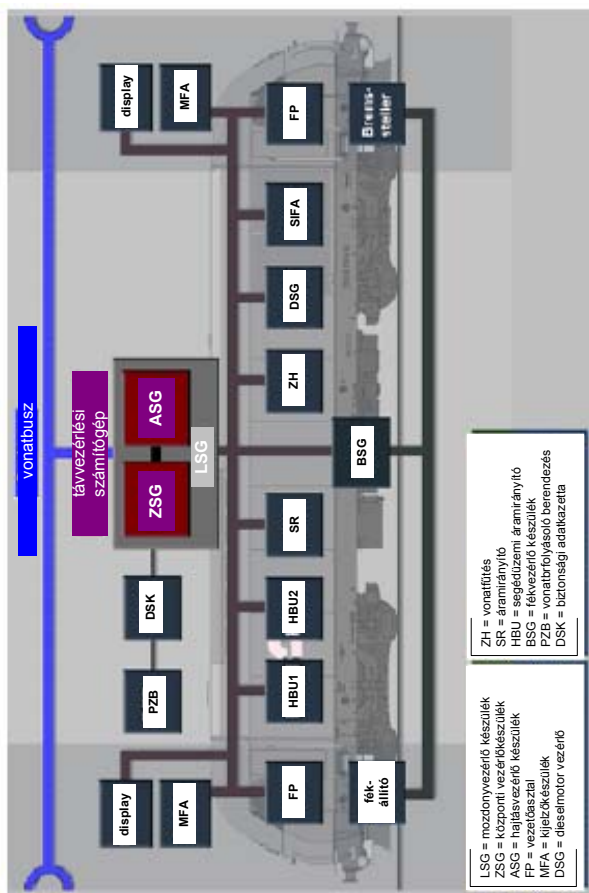 vonatbusz
távvezérlési
számítógép
ZSG
ASG
LSG
PZB
DSK
display
MFA
display
MFA
FP
HBU1
HBU2
SR
ZH
DSG
SIFA
FP
fék-
állító
BSG
Brems-
steller
LSG = mozdonyvezérlő készülék
ZSG = központi vezérlőkészülék
ASG = hajtásvezérlő készülék
FP = vezetőasztal
MFA = kijelzőkészülék
DSG = dieselmotor vezérlő
ZH = vonatfűtés
SR = áramirányító
HBU = segédüzemi áramirányító
BSG = fékvezérlő készülék
PZB = vonatorfolyásoló berendezés
DSK = biztonsági adatkazetta